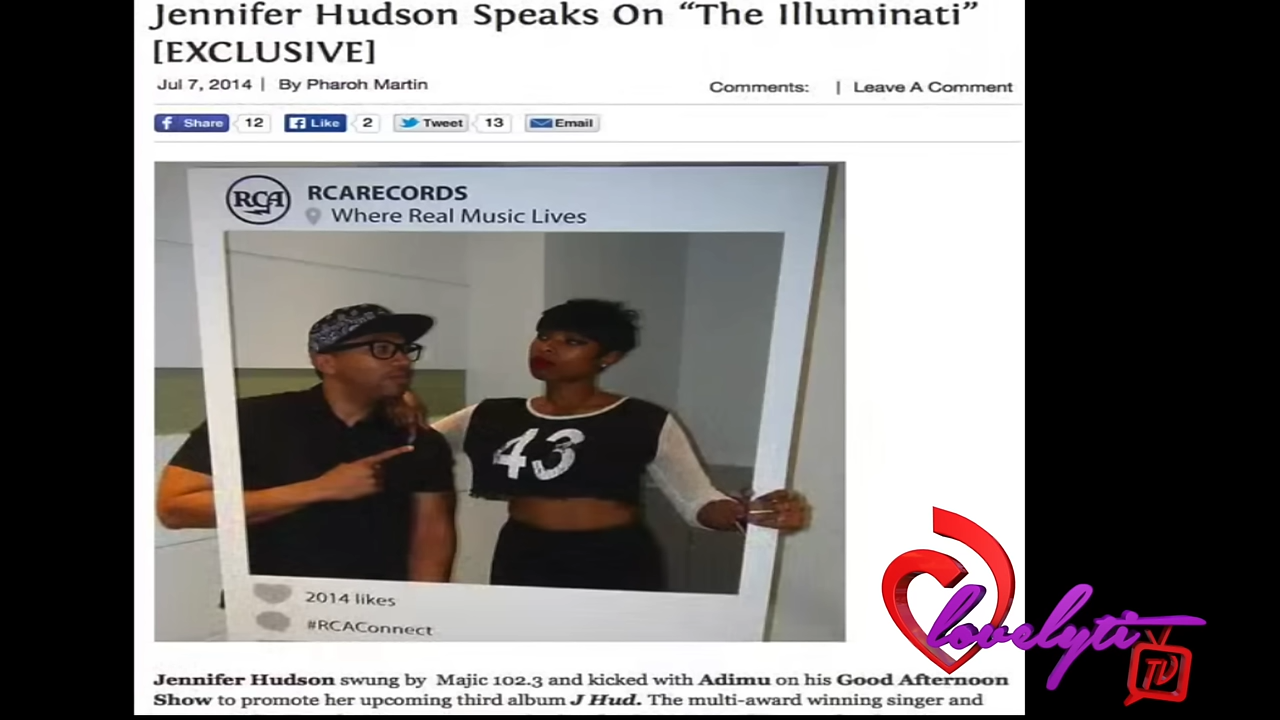 Jennifer Hudson Speaks On “The Illuminati”
[EXCLUSIVE]
Jul 7, 2014 | By Pharoh Martin
Comments: | Leave A Comment
Share 12 Like 2 Tweet 13 Email
RCA
RCARECORDS
Where Real Music Lives
43
2014 likes
#RCAConnect
lovelyti
TV
Jennifer Hudson swung by Majic 102.3 and kicked with Adimu on his Good Afternoon
Show to promote her upcoming third album J Hud. The multi-award winning singer and